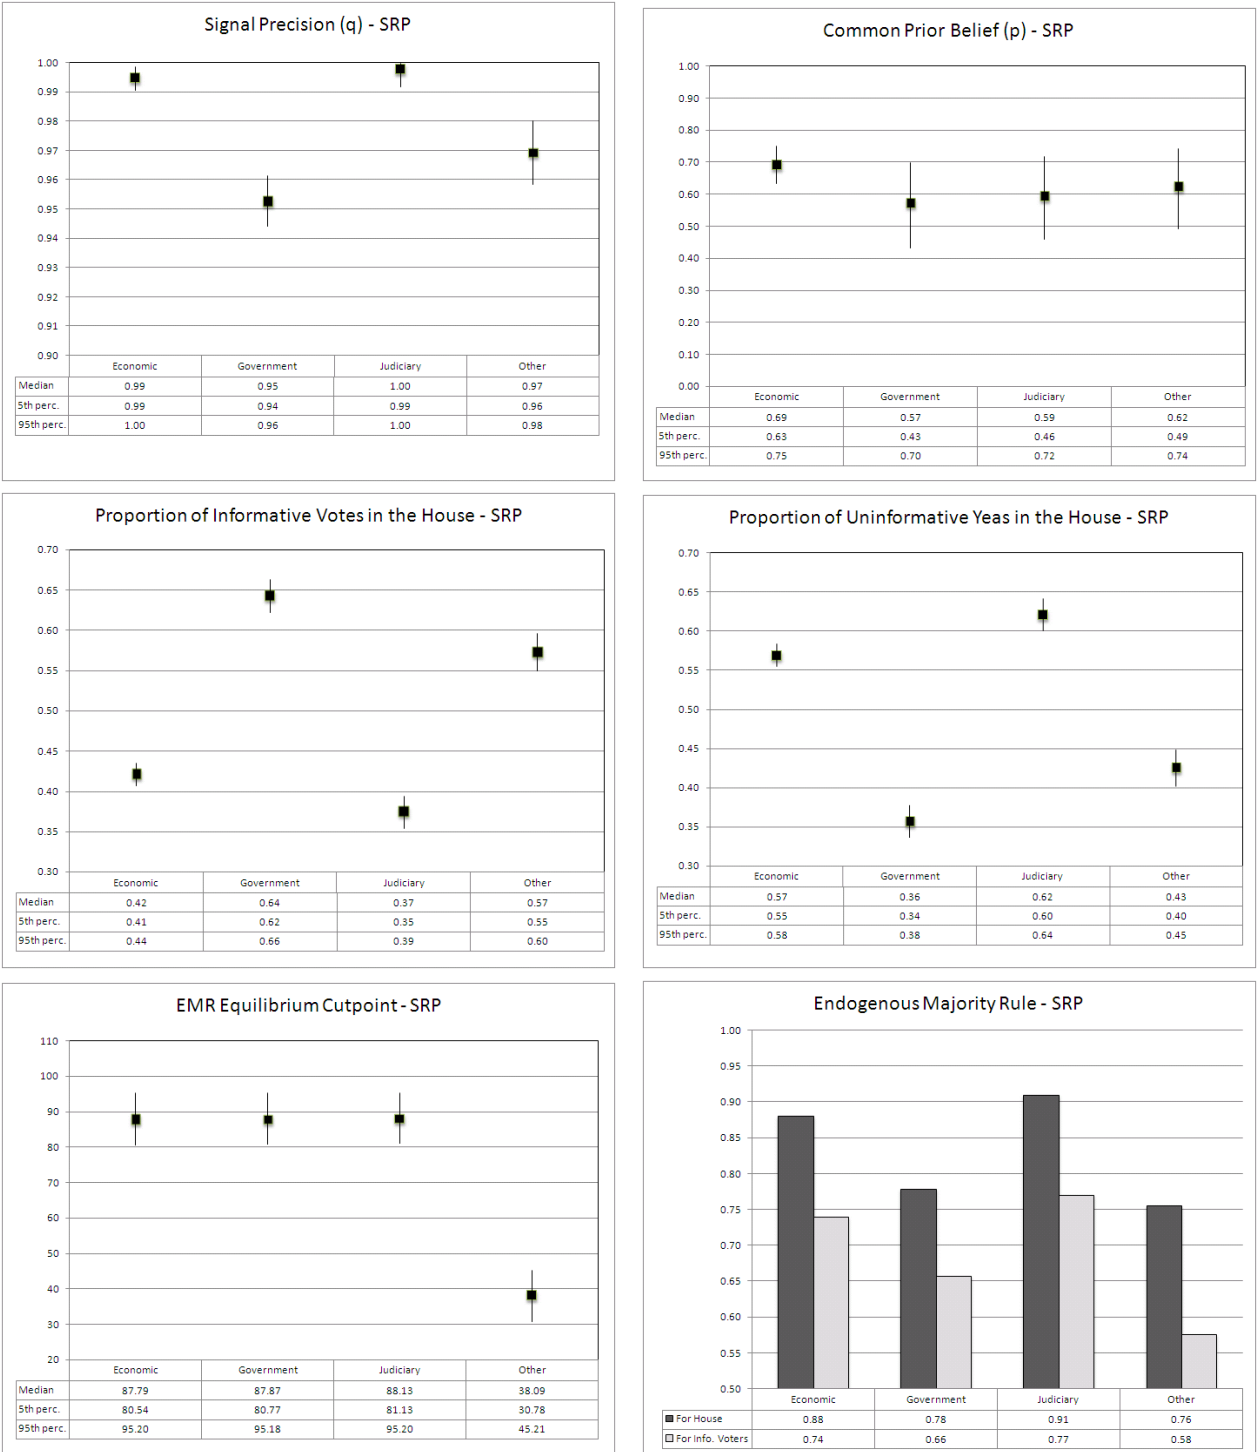 Signal Precision (q) - SRP
1.00
0.99
0.98
0.97
0.96
0.95
0.94
0.93
0.92
0.91
0.90
Economic Government Judiciary Other
Median 0.99 0.95 1.00 0.97
5th perc. 0.99 0.94 0.99 0.96
95th perc. 1.00 0.96 1.00 0.98
Common Prior Belief (p) - SRP
1.00
0.90
0.80
0.70
0.60
0.50
0.40
0.30
0.20
0.10
0.00
Economic Government Judiciary Other
Median 0.69 0.57 0.59 0.62
5th perc. 0.63 0.43 0.46 0.49
95th perc. 0.75 0.70 0.72 0.74
Proportion of Informative Votes in the House - SRP
0.70
0.65
0.60
0.55
0.50
0.45
0.40
0.35
0.30
Economic Government Judiciary Other
Median 0.42 0.64 0.37 0.57
5th perc. 0.41 0.62 0.35 0.55
95th perc. 0.44 0.66 0.39 0.60
Proportion of Uninformative Yeas in the House - SRP
0.70
0.65
0.60
0.55
0.50
0.45
0.40
0.35
0.30
Economic Government Judiciary Other
Median 0.57 0.36 0.62 0.43
5th perc. 0.55 0.34 0.60 0.40
95th perc. 0.58 0.38 0.64 0.45
EMR Equilibrium Cutpoint - SRP
110
100
90
80
70
60
50
40
30
20
Economic Government Judiciary Other
Median 87.79 87.87 88.13 38.09
5th perc. 80.54 80.77 81.13 30.78
95th perc. 95.20 95.18 95.20 45.21
Endogenous Majority Rule - SRP
1.00
0.95
0.90
0.85
0.80
0.75
0.70
0.65
0.60
0.55
0.50
Economic Government Judiciary Other
For House 0.88 0.78 0.91 0.76
For Info. Voters 0.74 0.66 0.77 0.58